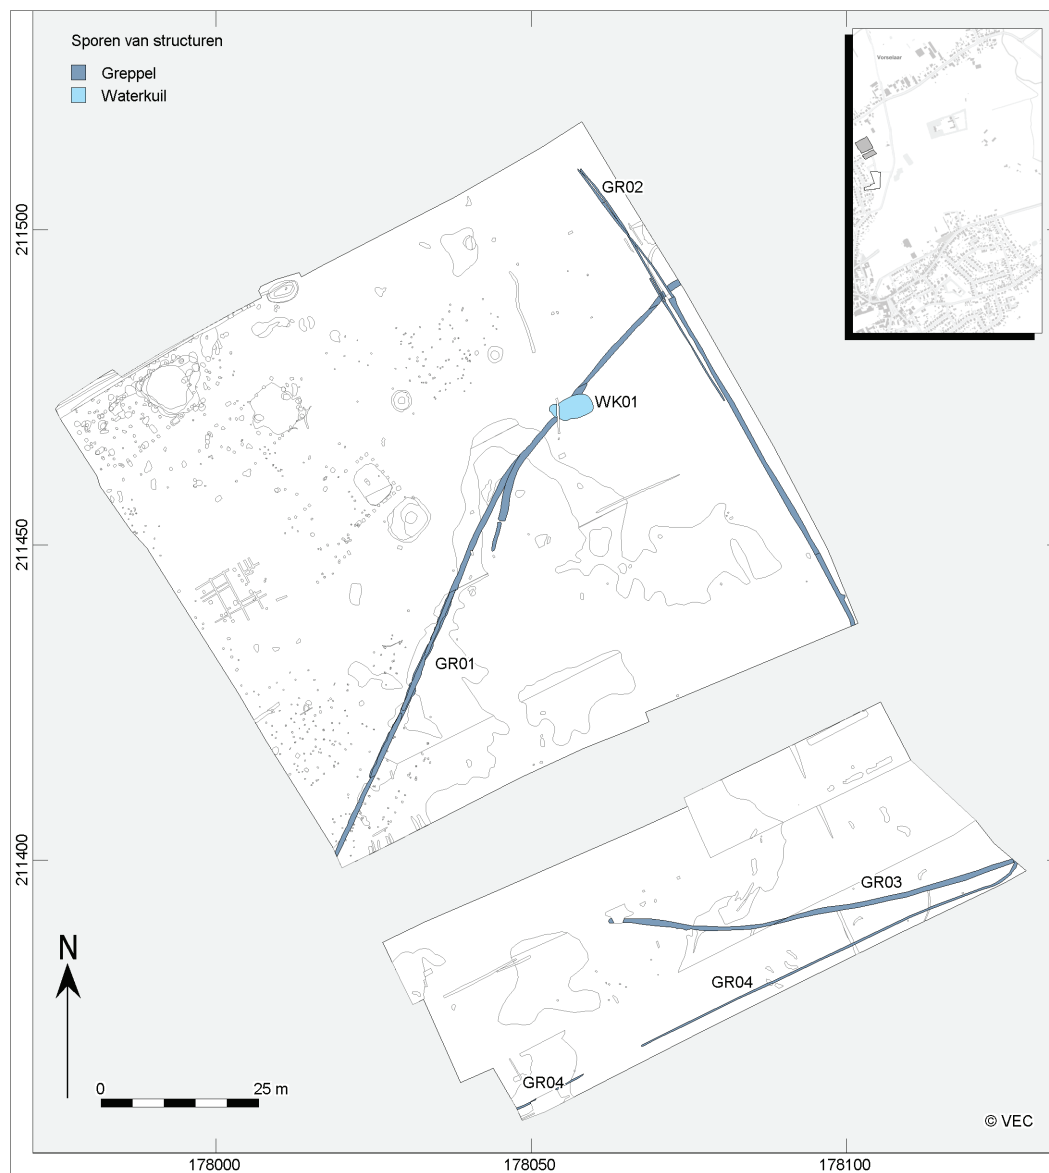 Sporen van structuren
Greppel
Waterkuil
Vorselaar
GR02
WK01
GR01
GR03
GR04
GR04
211500
211450
211400
N
0 25 m
© VEC
178000 178050 178100